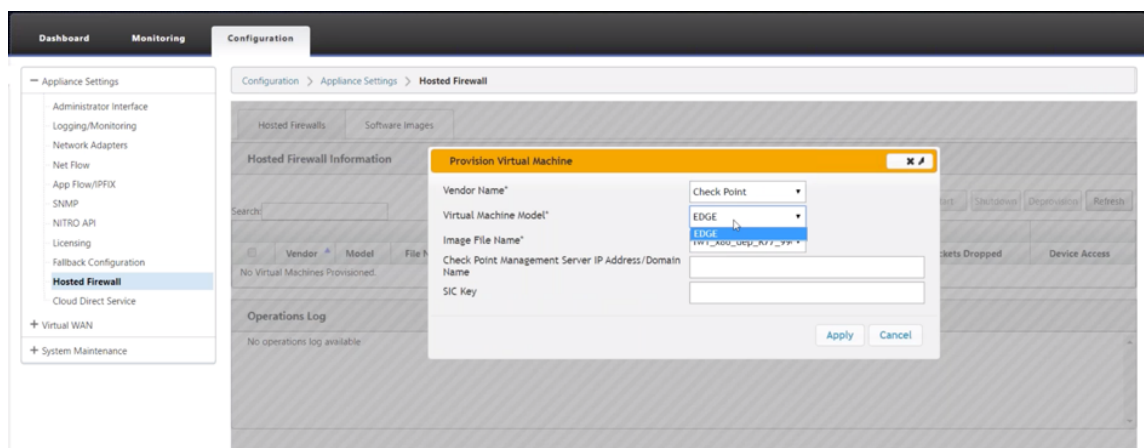 Dashboard Monitoring Configuration
Appliance Settings
Administrator Interface
Logging/Monitoring
Network Adapters
Net Flow
App Flow/IPFIX
SNMP
NITRO API
Licensing
Fallback Configuration
Hosted Firewall
Cloud Direct Service
Virtual WAN
System Maintenance
Configuration > Appliance Settings > Hosted Firewall
Hosted Firewalls Software Images
Hosted Firewall Information
Search:
Shutdown Deprovision Refresh
Vendor Model File N
kets Dropped Device Access
No Virtual Machines Provisioned.
Operations Log
No operations log available
Provision Virtual Machine
Vendor Name* Check Point
Virtual Machine Model* EDGE
EDGE
Image File Name*
Check Point Management Server IP Address/Domain
Name
SIC Key
Apply Cancel